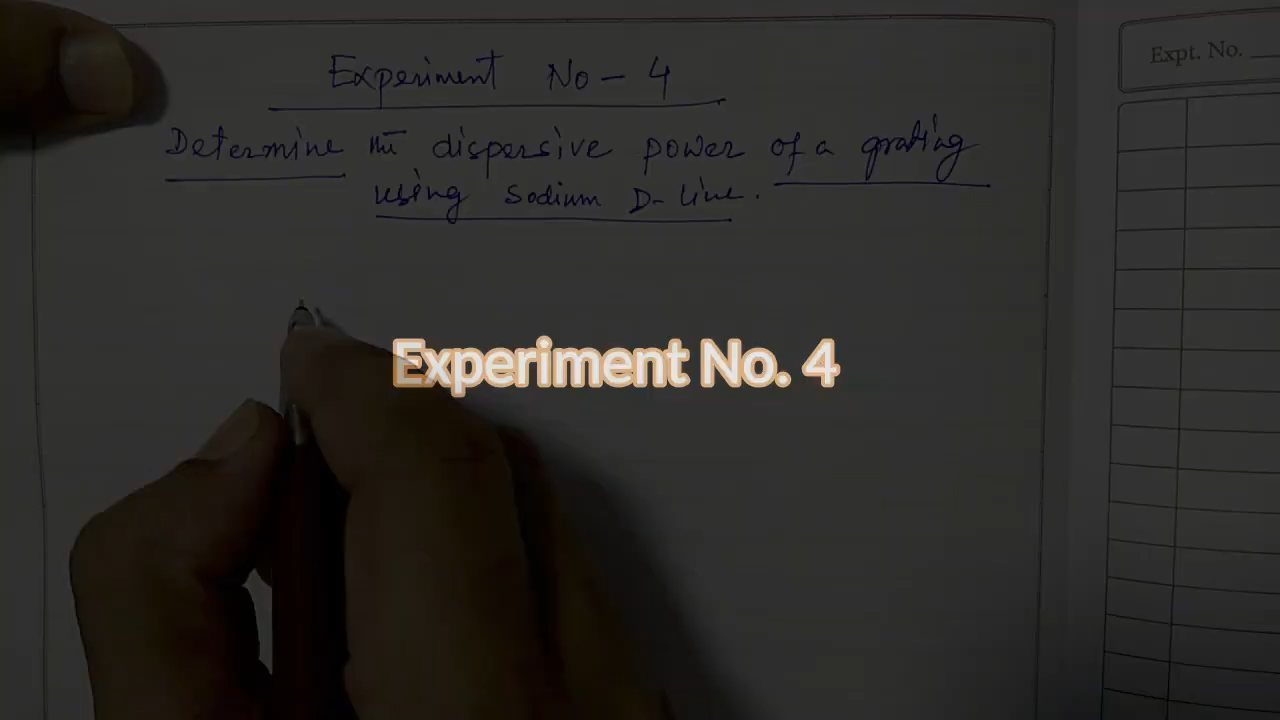 Experiment No - 4
Determine the dispersive power of a grating
using Sodium D- line.
Expt. No.
Experiment No. 4